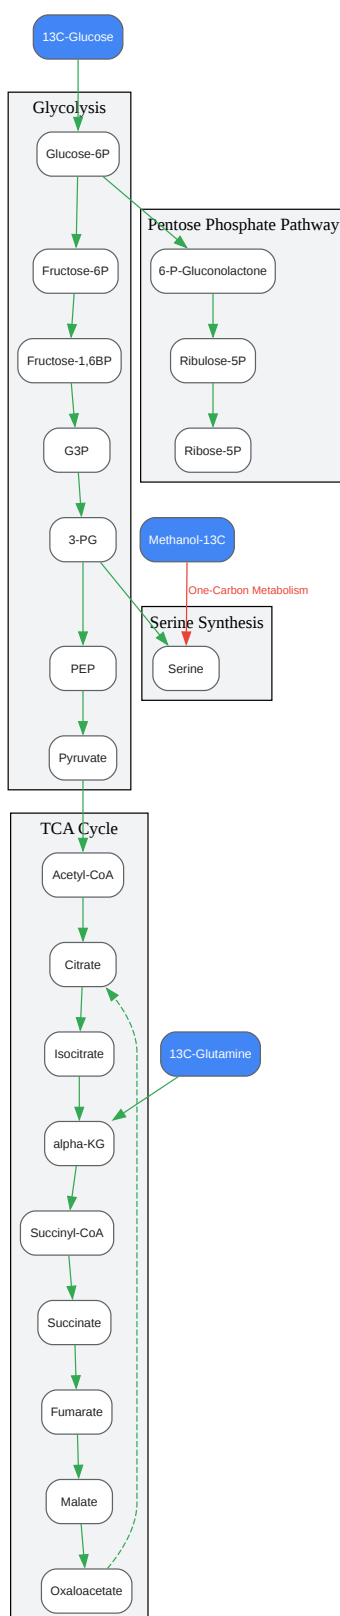 13C-Glucose
Glycolysis
Glucose-6P
Pentose Phosphate Pathway
Fructose-6P
6-P-Gluconolactone
Fructose-1,6BP
Ribulose-5P
G3P
Ribose-5P
3-PG
Methanol-13C
One-Carbon Metabolism
Serine Synthesis
PEP
Serine
Pyruvate
TCA Cycle
Acetyl-CoA
Citrate
Isocitrate
13C-Glutamine
alpha-KG
Succinyl-CoA
Succinate
Fumarate
Malate
Oxaloacetate